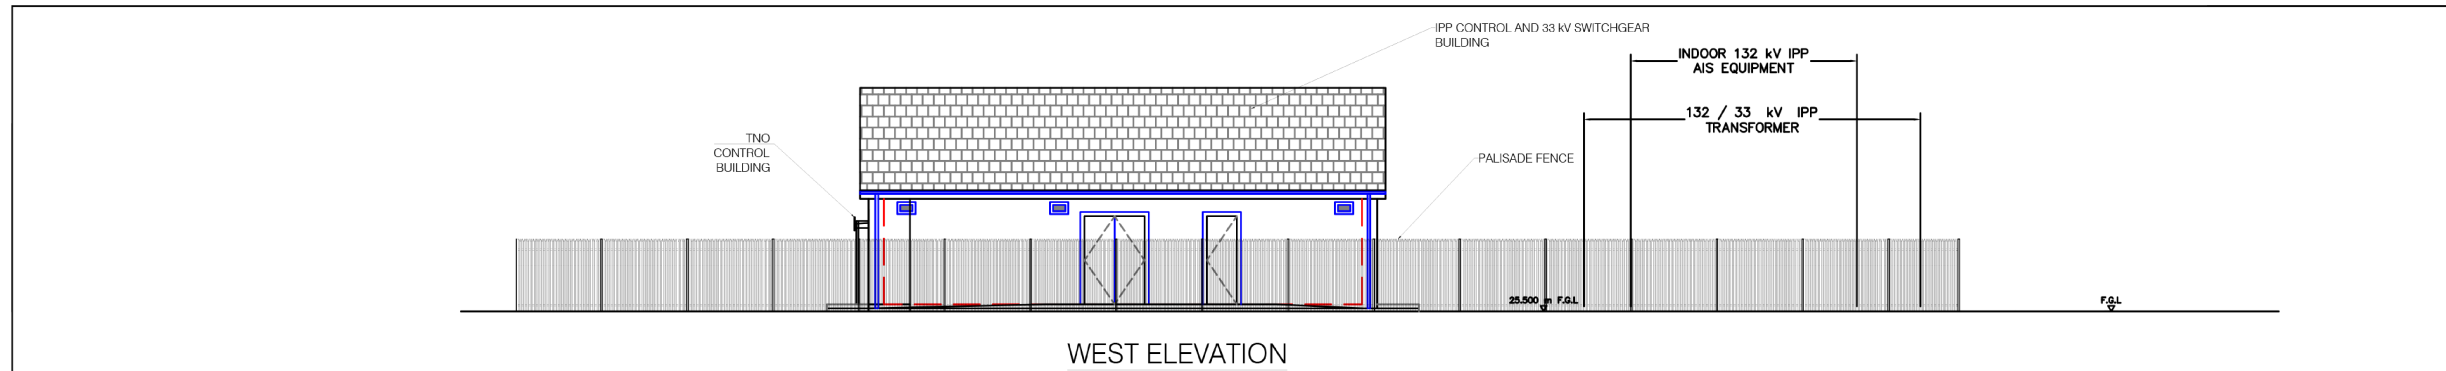 IPP CONTROL AND 33 kV SWITCHGEAR
BUILDING
INDOOR 132 kV IPP
AIS EQUIPMENT
132 / 33 kV IPP
TRANSFORMER
TNO
CONTROL
BUILDING
PALISADE FENCE
25.500 m F.G.L
F.G.L
WEST ELEVATION